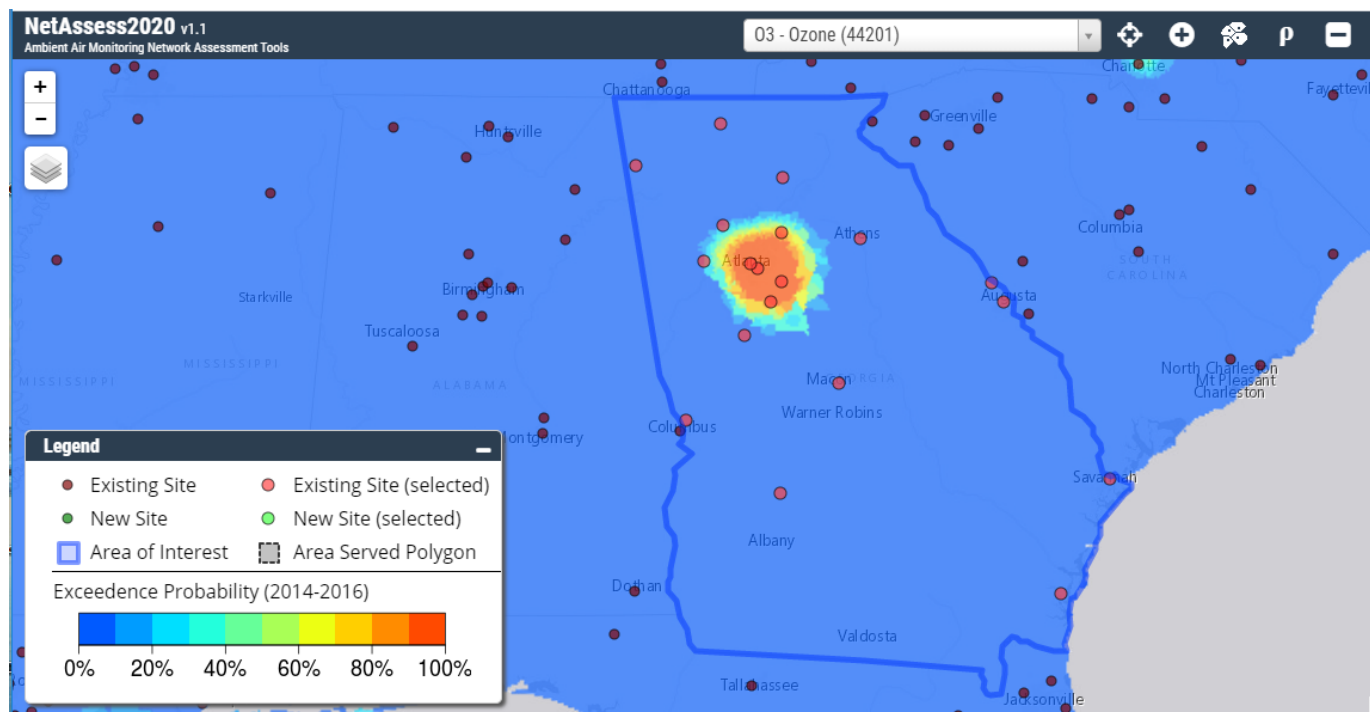 NetAssess2020 v1.1
Ambient Air Monitoring Network Assessment Tools
O3 - Ozone (44201)
ρ
+
−
Chattanooga
Charlotte
Huntsville
Greenville
Columbia
SOUTH
CAROLINA
Athens
Atlanta
Augusta
Starkville
Birmingham
Tuscaloosa
MISSISSIPPI
MISSISSIPPI
ALABAMA
North Charleston
Mt Pleasant
Charleston
Macon
GEORGIA
Warner Robins
Columbus
Montgomery
Savannah
Albany
Dothan
Valdosta
Tallahassee
Jacksonville
Legend
Existing Site
Existing Site (selected)
New Site
New Site (selected)
Area of Interest
Area Served Polygon
Exceedence Probability (2014-2016)
0% 20% 40% 60% 80% 100%